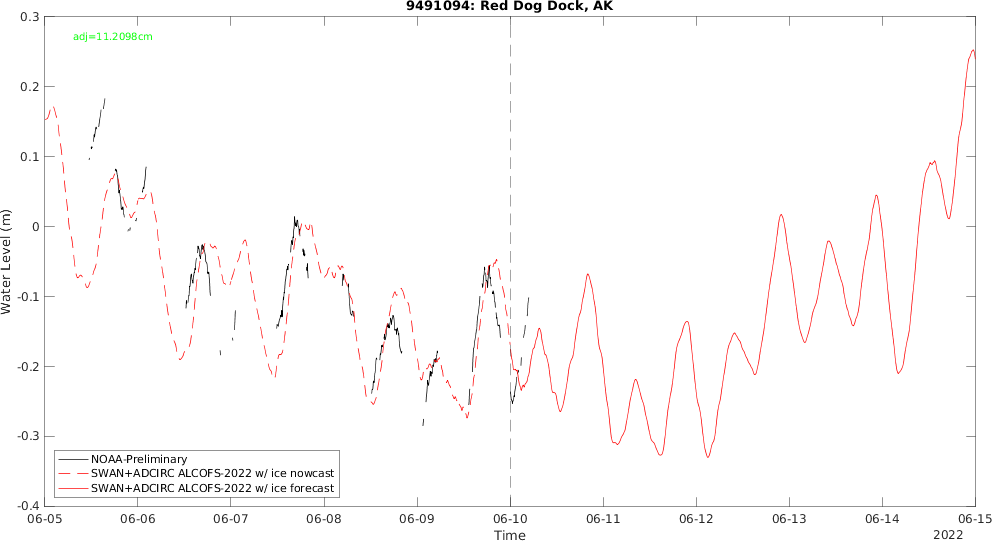 9491094: Red Dog Dock, AK
adj=11.2098cm
0.3
0.2
0.1
0
-0.1
-0.2
-0.3
-0.4
Water Level (m)
NOAA-Preliminary
SWAN+ADCIRC ALCOFS-2022 w/ ice nowcast
SWAN+ADCIRC ALCOFS-2022 w/ ice forecast
06-05 06-06 06-07 06-08 06-09 06-10 06-11 06-12 06-13 06-14 06-15
Time
2022